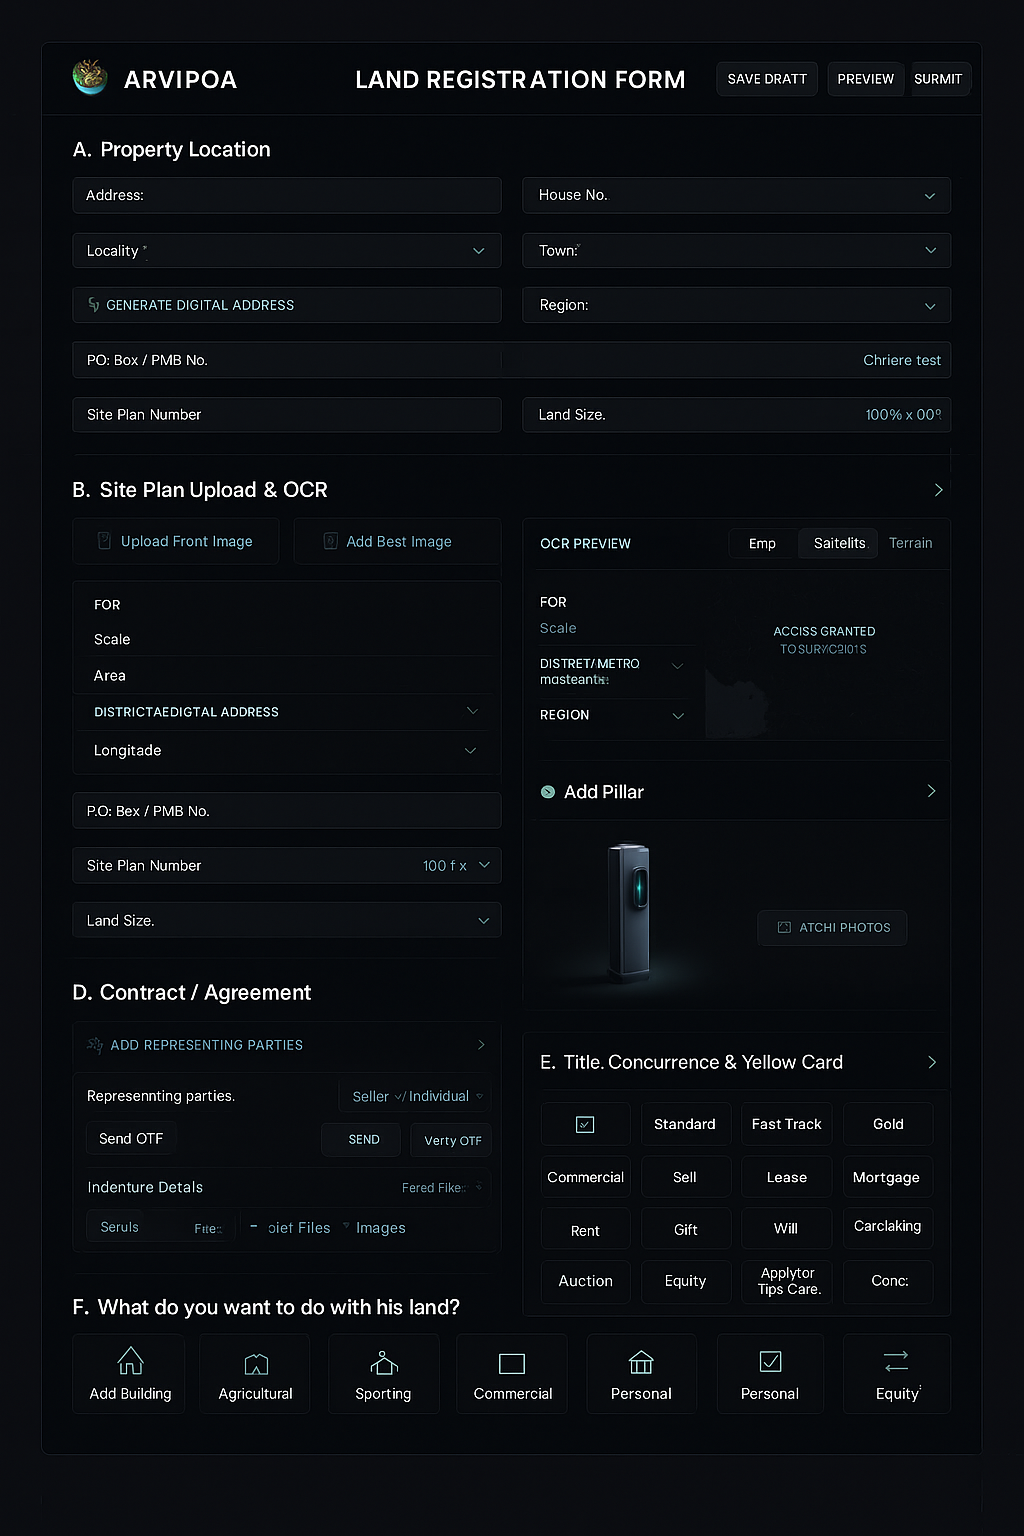 ARVIPOA
LAND REGISTRATION FORM
SAVE DRATT
PREVIEW
SURMIT
A. Property Location
Address:
House No.
Locality
Town:
GENERATE DIGITAL ADDRESS
Region:
PO: Box / PMB No.
Chriere test
Site Plan Number
Land Size.
100% x 00º
B. Site Plan Upload & OCR
Upload Front Image
Add Best Image
FOR
Scale
Area
DISTRICTAEDIGTAL ADDRESS
Longitade
P.O: Bex / PMB No.
Site Plan Number
100 f x
Land Size.
OCR PREVIEW
Emp
Saitelits
Terrain
FOR
Scale
DISTRET/METRO
REGION
ACCISS GRANTED
Add Pillar
ATCHI PHOTOS
D. Contract / Agreement
ADD REPRESENTING PARTIES
Represennting parties.
Seller
/ Individual
Send OTF
SEND
Verty OTF
Indenture Detals
Fered Fike
Seruls
- Files
Images
E. Title. Concurrence & Yellow Card
Standard
Fast Track
Gold
Commercial
Sell
Lease
Mortgage
Rent
Gift
Will
Carclaking
Auction
Equity
Applytor
Tips Care.
Conc:
F. What do you want to do with his land?
Add Building
Agricultural
Sporting
Commercial
Personal
Personal
Equity